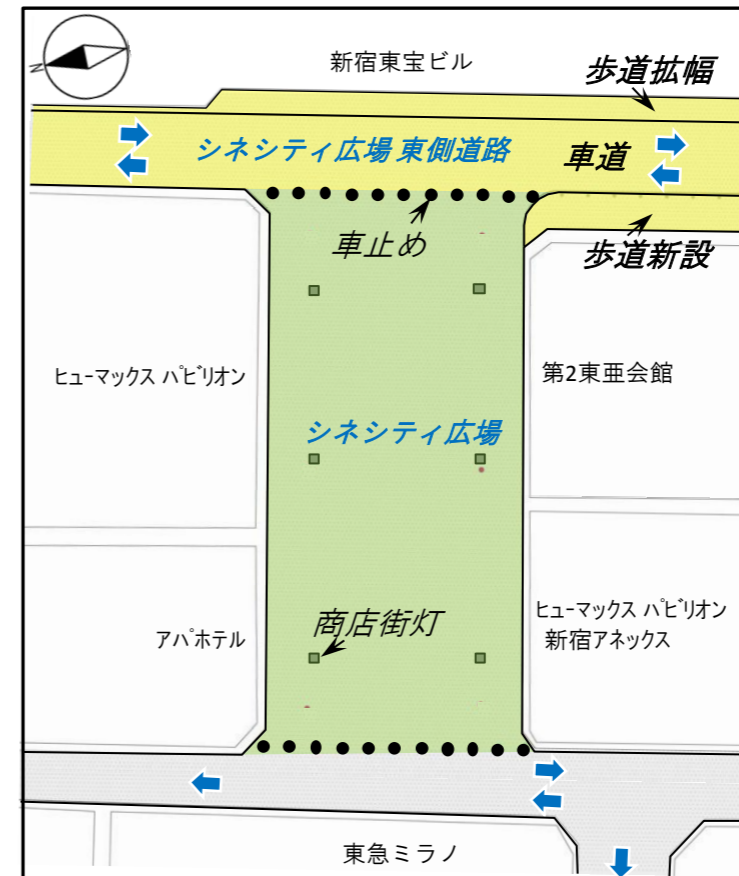 N
新宿東宝ビル
歩道拡幅
シネシティ広場 東側道路
車道
車止め
歩道新設
ヒューマックス パビリオン
第2東亜会館
シネシティ広場
商店街灯
ヒューマックス パビリオン
新宿アネックス
アパホテル
東急ミラノ